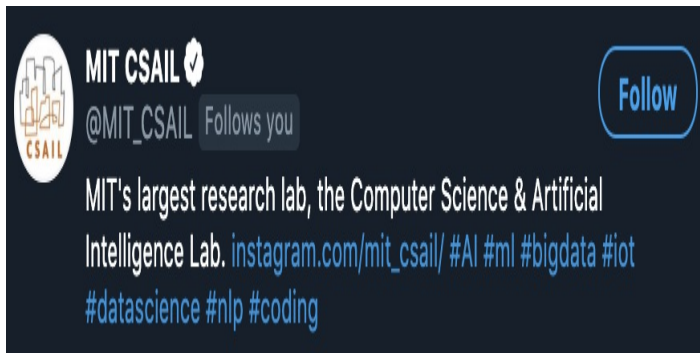 CSAIL
MIT CSAIL
@MIT_CSAIL Follows you
Follow
MIT's largest research lab, the Computer Science & Artificial
Intelligence Lab. instagram.com/mit_csail/ #AI #ml #bigdata #iot
#datascience #nlp #coding